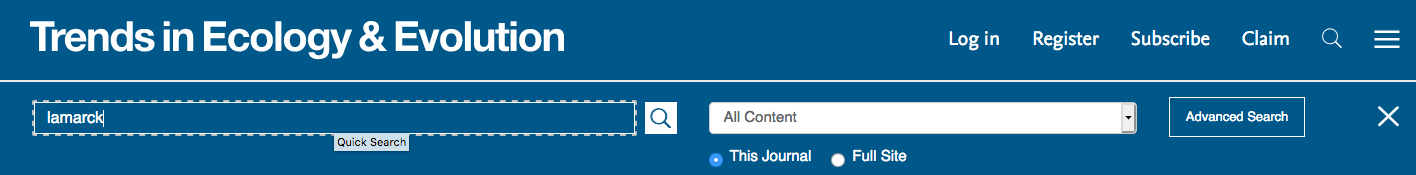 Trends in Ecology & Evolution
Log in Register Subscribe Claim
lamarck
All Content
Advanced Search
Quick Search
This Journal Full Site